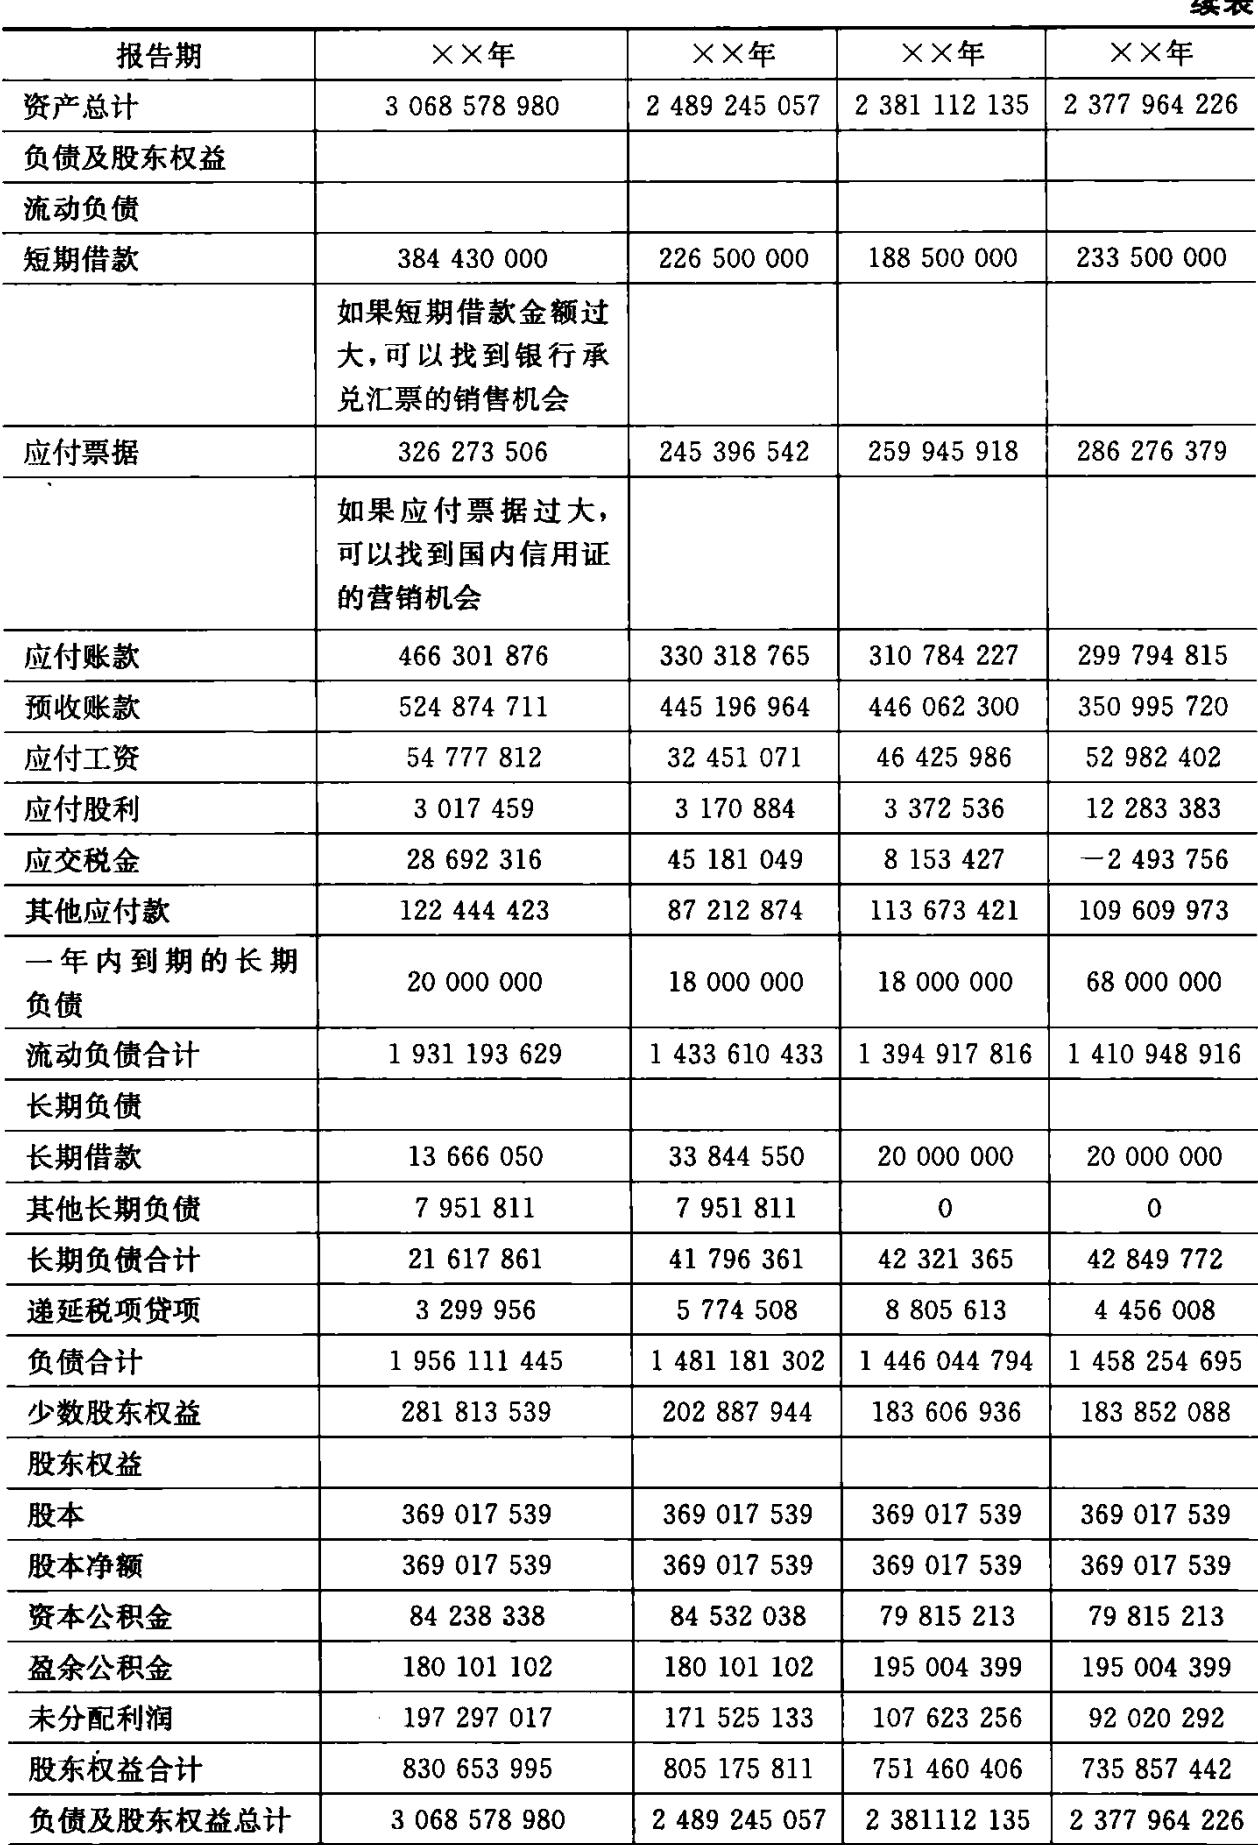 续表
报告期 ××年 ××年 ××年 ××年
资产总计 3 068 578 980 2 489 245 057 2 381 112 135 2 377 964 226
负债及股东权益
流动负债
短期借款 384 430 000 226 500 000 188 500 000 233 500 000
如果短期借款金额过
大,可以找到银行承
兑汇票的销售机会
应付票据 326 273 506 245 396 542 259 945 918 286 276 379
如果应付票据过大,
可以找到国内信用证
的营销机会
应付账款 466 301 876 330 318 765 310 784 227 299 794 815
预收账款 524 874 711 445 196 964 446 062 300 350 995 720
应付工资 54 777 812 32 451 071 46 425 986 52 982 402
应付股利 3 017 459 3 170 884 3 372 536 12 283 383
应交税金 28 692 316 45 181 049 8 153 427 －2 493 756
其他应付款 122 444 423 87 212 874 113 673 421 109 609 973
一年内到期的长期
负债 20 000 000 18 000 000 18 000 000 68 000 000
流动负债合计 1 931 193 629 1 433 610 433 1 394 917 816 1 410 948 916
长期负债
长期借款 13 666 050 33 844 550 20 000 000 20 000 000
其他长期负债 7 951 811 7 951 811 0 0
长期负债合计 21 617 861 41 796 361 42 321 365 42 849 772
递延税项贷项 3 299 956 5 774 508 8 805 613 4 456 008
负债合计 1 956 111 445 1 481 181 302 1 446 044 794 1 458 254 695
少数股东权益 281 813 539 202 887 944 183 606 936 183 852 088
股东权益
股本 369 017 539 369 017 539 369 017 539 369 017 539
股本净额 369 017 539 369 017 539 369 017 539 369 017 539
资本公积金 84 238 338 84 532 038 79 815 213 79 815 213
盈余公积金 180 101 102 180 101 102 195 004 399 195 004 399
未分配利润 197 297 017 171 525 133 107 623 256 92 020 292
股东权益合计 830 653 995 805 175 811 751 460 406 735 857 442
负债及股东权益总计 3 068 578 980 2 489 245 057 2 381112 135 2 377 964 226